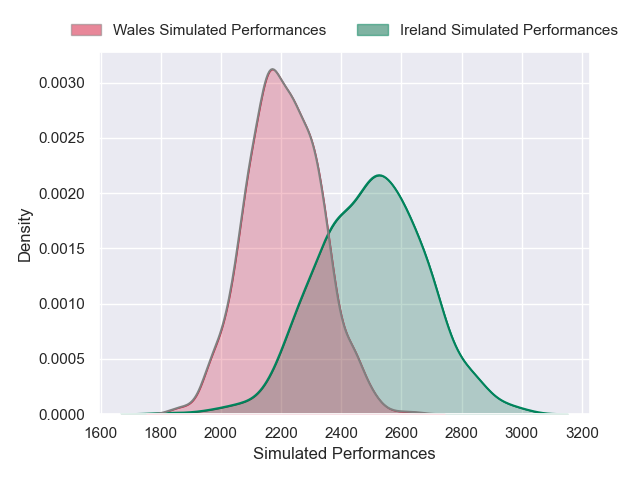 Wales Simulated Performances Ireland Simulated Performances
0.0030
0.0025
0.0020
0.0015
0.0010
0.0005
0.0000
Density
1600 1800 2000 2200 2400 2600 2800 3000 3200
Simulated Performances